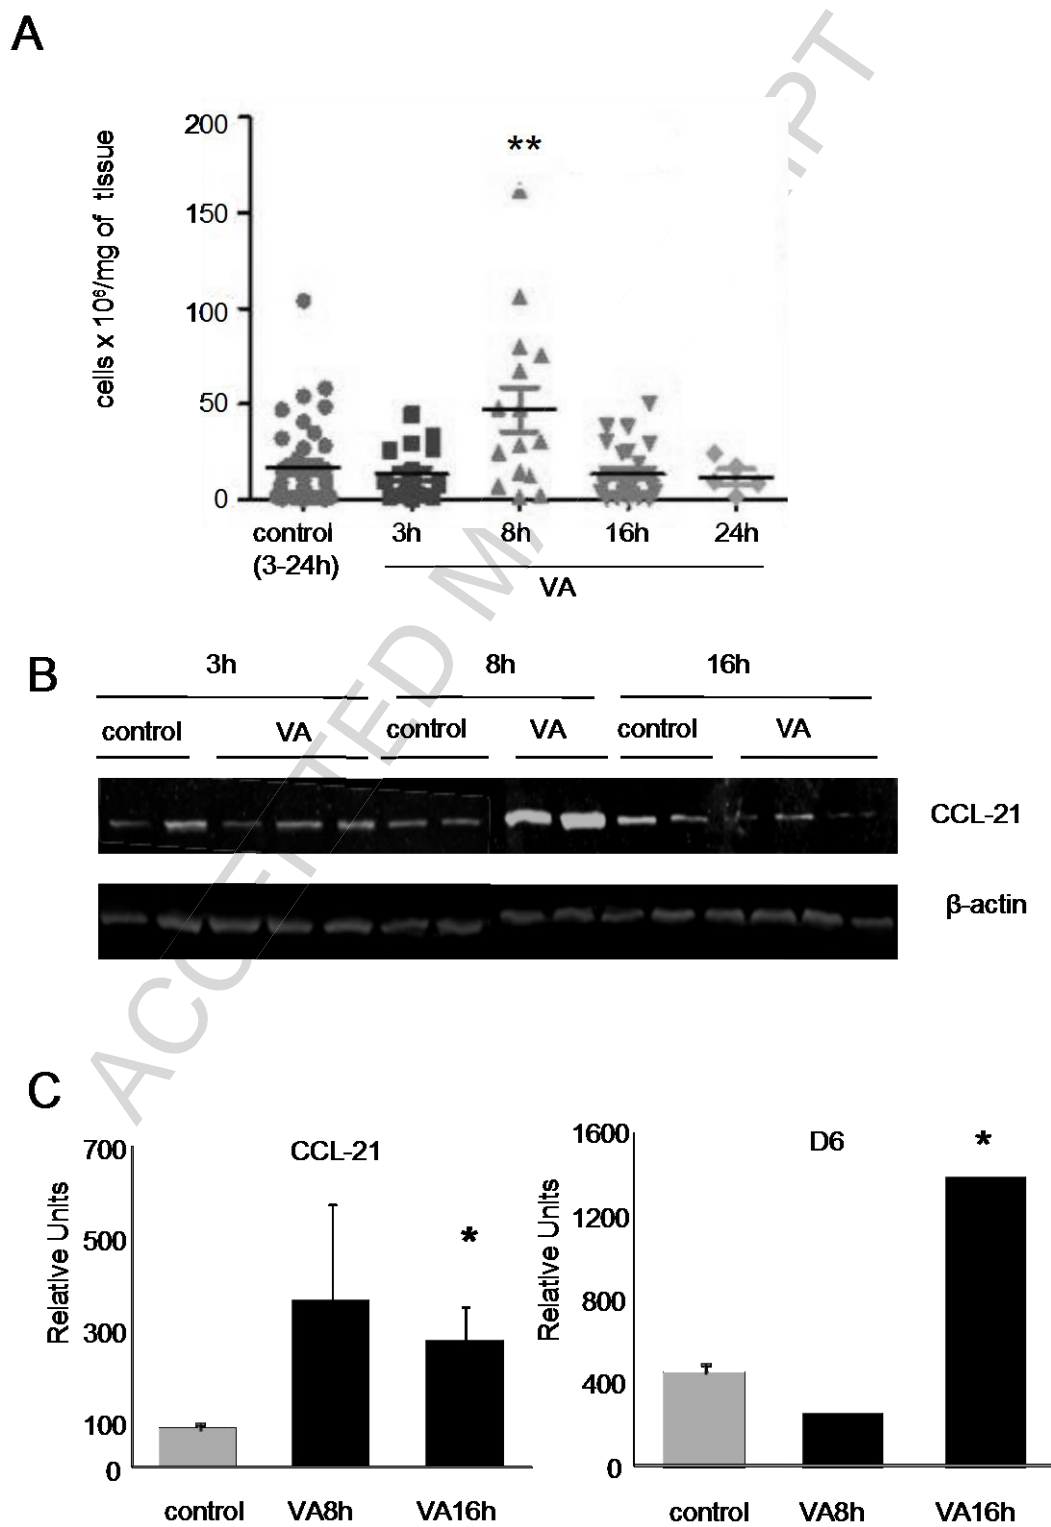 A
cells x 10⁶/mg of tissue
200
150
100
50
0
**
control
(3-24h)
3h
8h
16h
24h
VA
B
3h 8h 16h
control VA control VA control VA
CCL-21
β-actin
C
CCL-21
Relative Units
700
500
300
100
0
*
control VA8h VA16h
D6
Relative Units
1600
1200
800
400
0
*
control VA8h VA16h